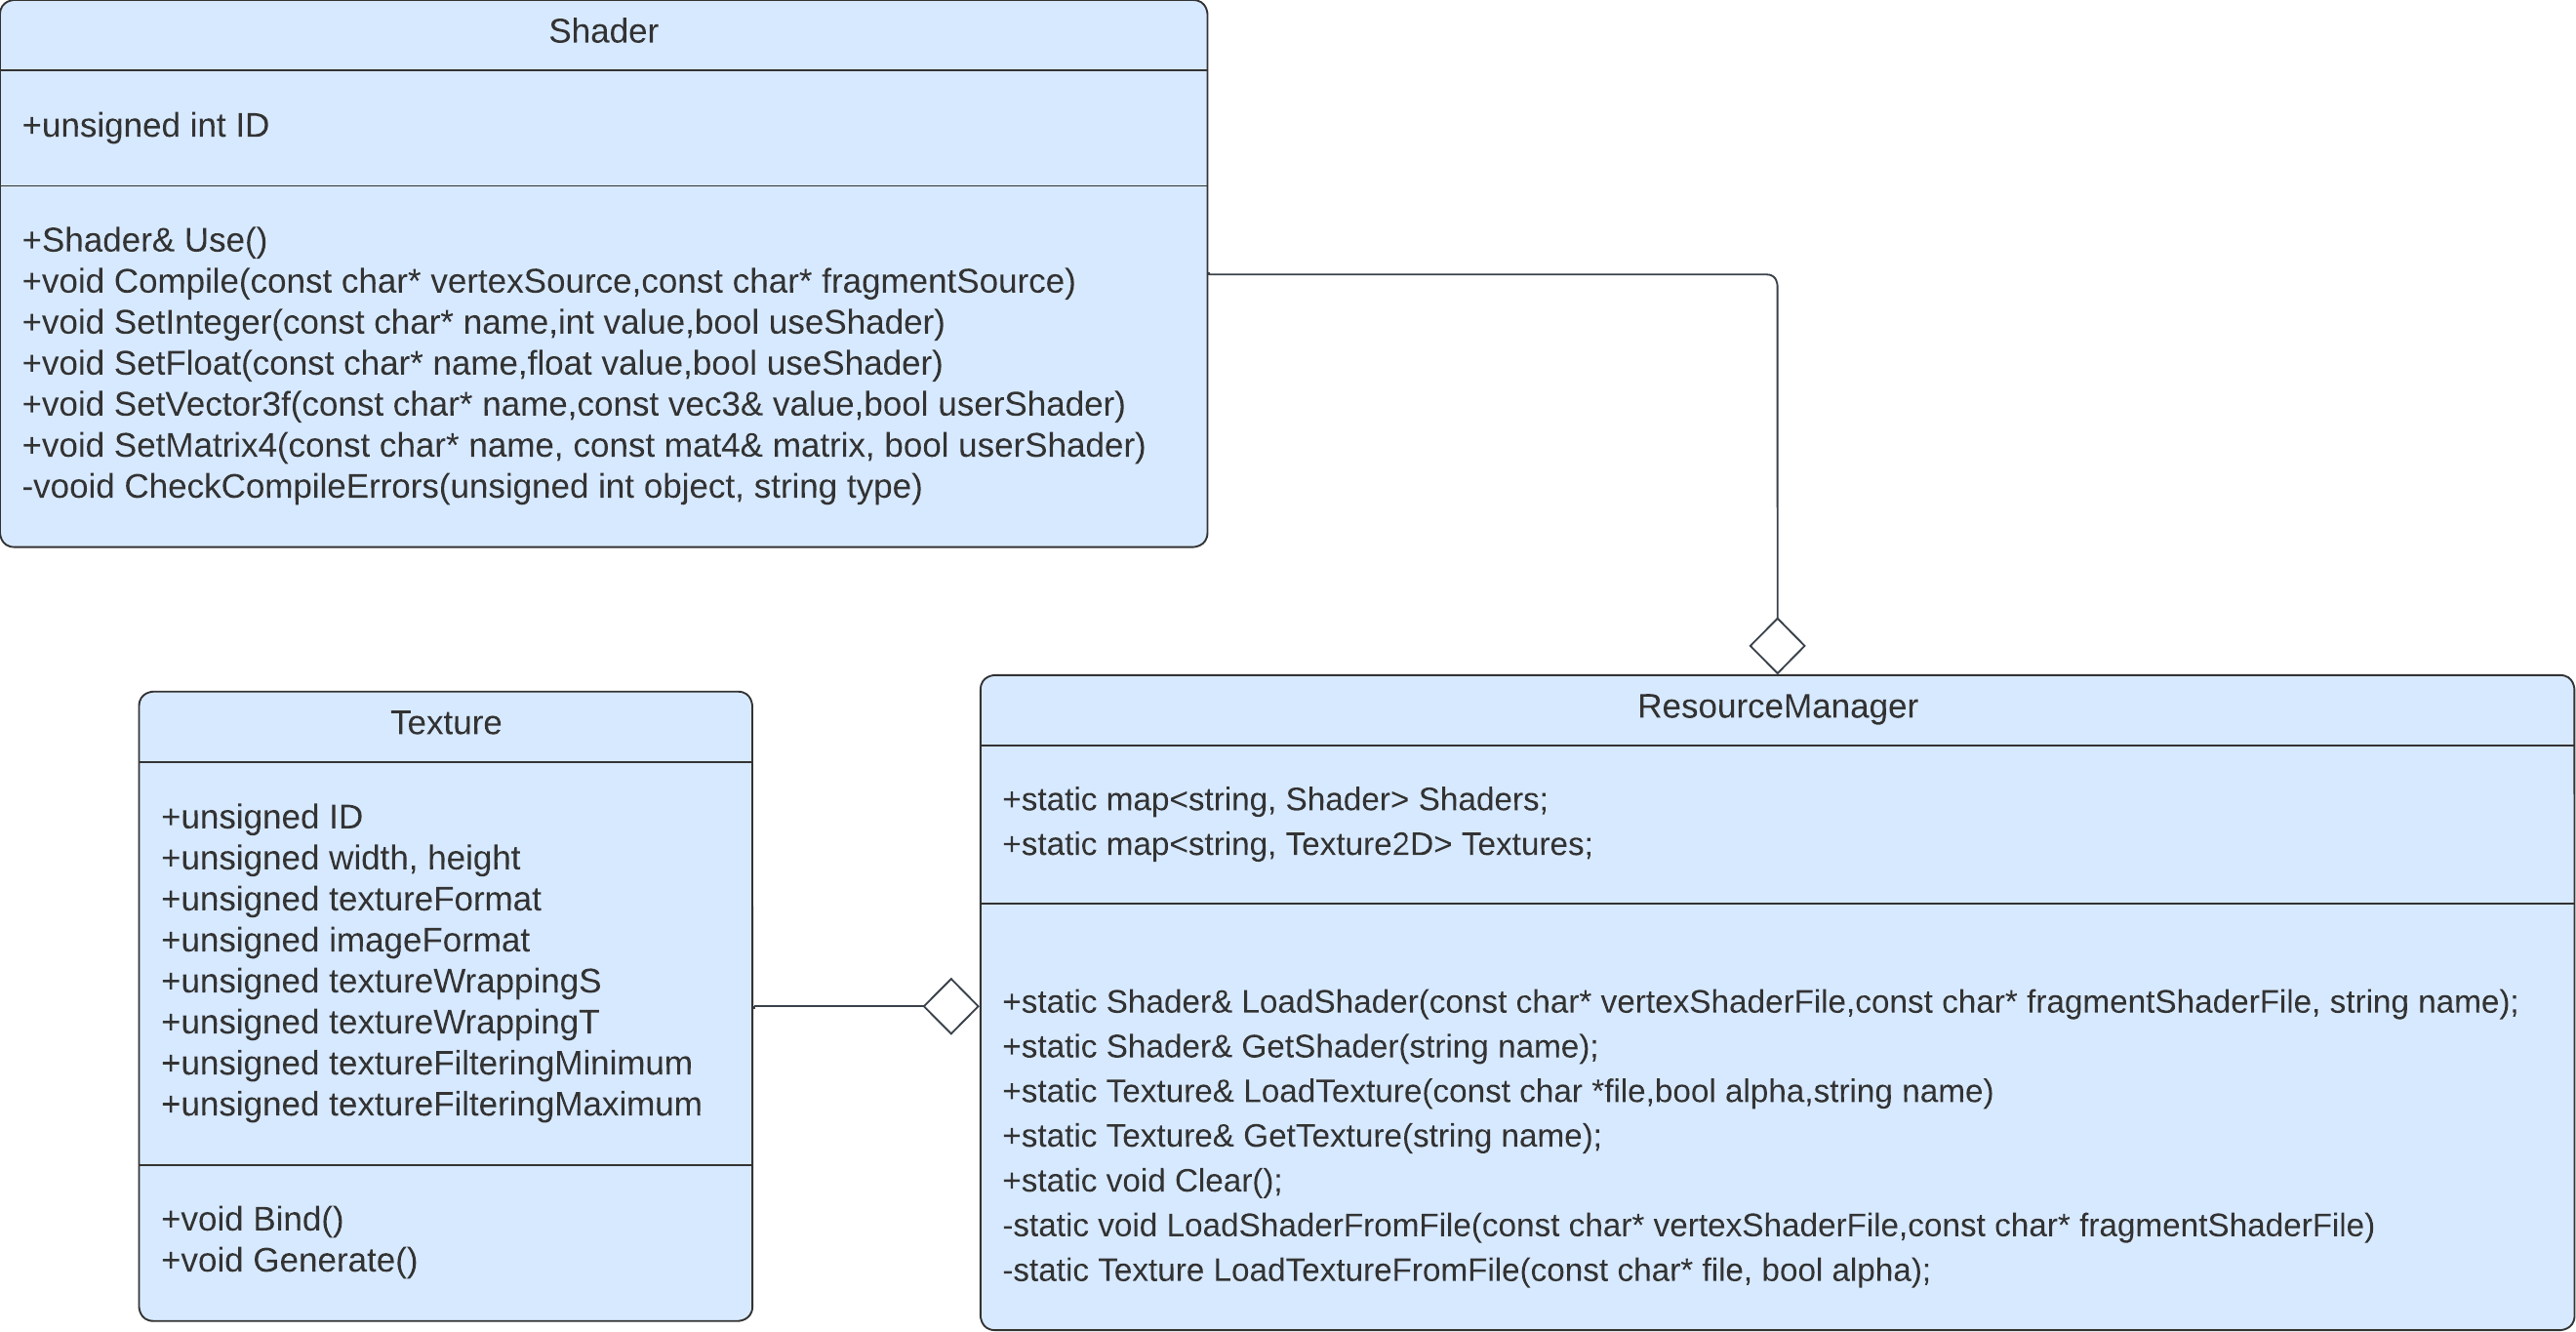 Shader
+unsigned int ID
+Shader& Use()
+void Compile(const char* vertexSource,const char* fragmentSource)
+void SetInteger(const char* name,int value,bool useShader)
+void SetFloat(const char* name,float value,bool useShader)
+void SetVector3f(const char* name,const vec3& value,bool userShader)
+void SetMatrix4(const char* name, const mat4& matrix, bool userShader)
-vooid CheckCompileErrors(unsigned int object, string type)
Texture
+unsigned ID
+unsigned width, height
+unsigned textureFormat
+unsigned imageFormat
+unsigned textureWrappingS
+unsigned textureWrappingT
+unsigned textureFilteringMinimum
+unsigned textureFilteringMaximum
+void Bind()
+void Generate()
ResourceManager
+static map<string, Shader> Shaders;
+static map<string, Texture2D> Textures;
+static Shader& LoadShader(const char* vertexShaderFile,const char* fragmentShaderFile, string name);
+static Shader& GetShader(string name);
+static Texture& LoadTexture(const char *file,bool alpha,string name)
+static Texture& GetTexture(string name);
+static void Clear();
-static void LoadShaderFromFile(const char* vertexShaderFile,const char* fragmentShaderFile)
-static Texture LoadTextureFromFile(const char* file, bool alpha);